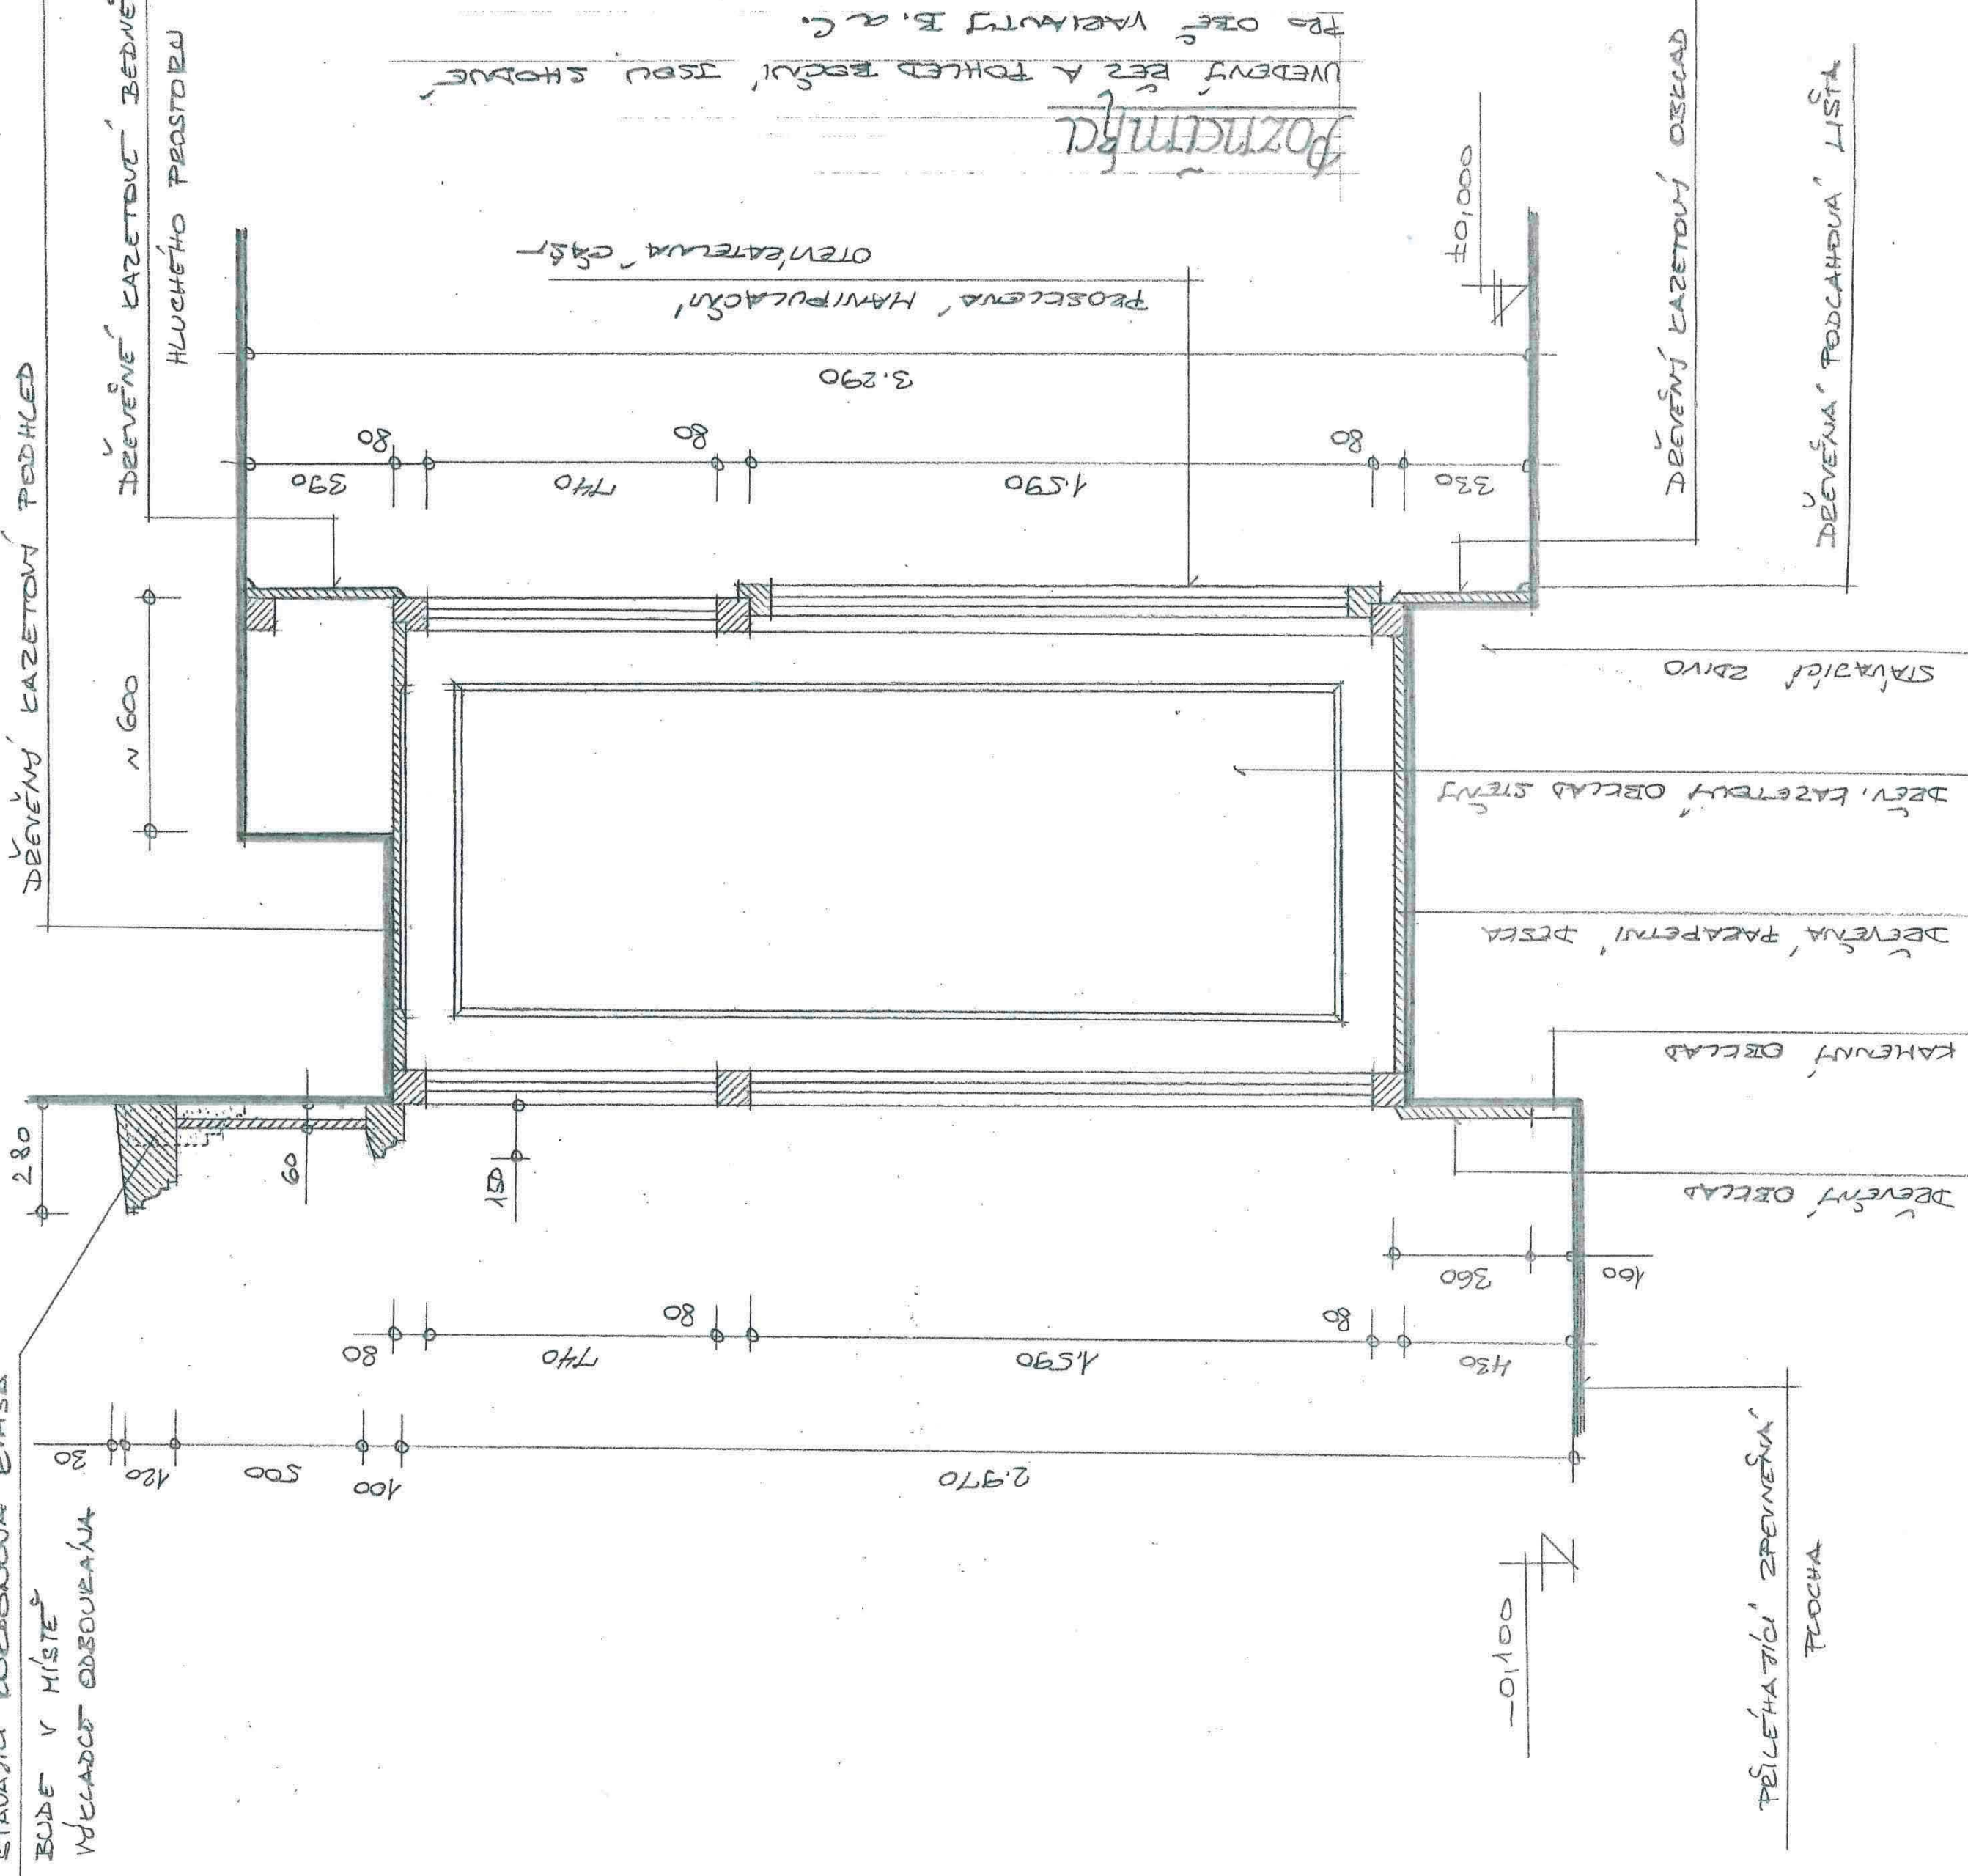 DŘEVĚNÝ KAZETOVÝ PODHLED
DŘEVĚNÉ KAZETOVÉ BEDNĚ
HLUCHÉHO PROSTORU
BUDE V MÍSTĚ
VÝKLADCE ODBOURÁNA
Poznámka
UVEDENÝ ŘEZ A POHLED BOČNÍ JSOU SHODNÉ
PRO OBĚ VARIANTY B. a C.
PROSKLENÁ MANIPULAČNÍ
OTEVÍRATELNÁ ČÁST
±0,000
3.290
390
80
740
80
1.590
80
330
~ 600
DŘEVĚNÝ KAZETOVÝ OBKLAD
DŘEVĚNÁ PODLAHOVÁ LIŠTA
STÁVAJÍCÍ ZDIVO
DŘEV. KAZETOVÝ OBKLAD STĚNY
DŘEVĚNÁ PARAPETNÍ DESKA
KAMENNÝ OBKLAD
DŘEVĚNÝ OBKLAD
280
60
150
360
100
80
740
80
1.590
80
430
30
120
500
100
2.970
-0,100
PŘILÉHAJÍCÍ ZPEVNĚNÁ
PLOCHA